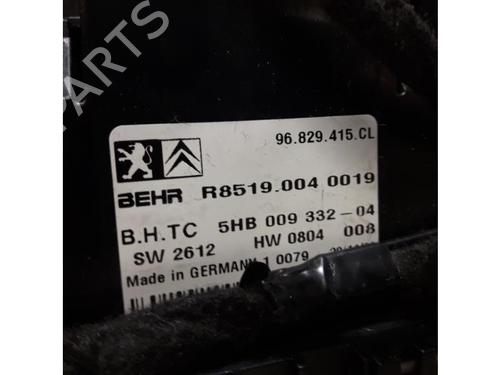 PARTS
96.829.415.CL
BEHR R8519.004 0019
B.H.TC 5HB 009 332-04
SW 2612 HW 0804 008
Made in GERMANY 1 0079